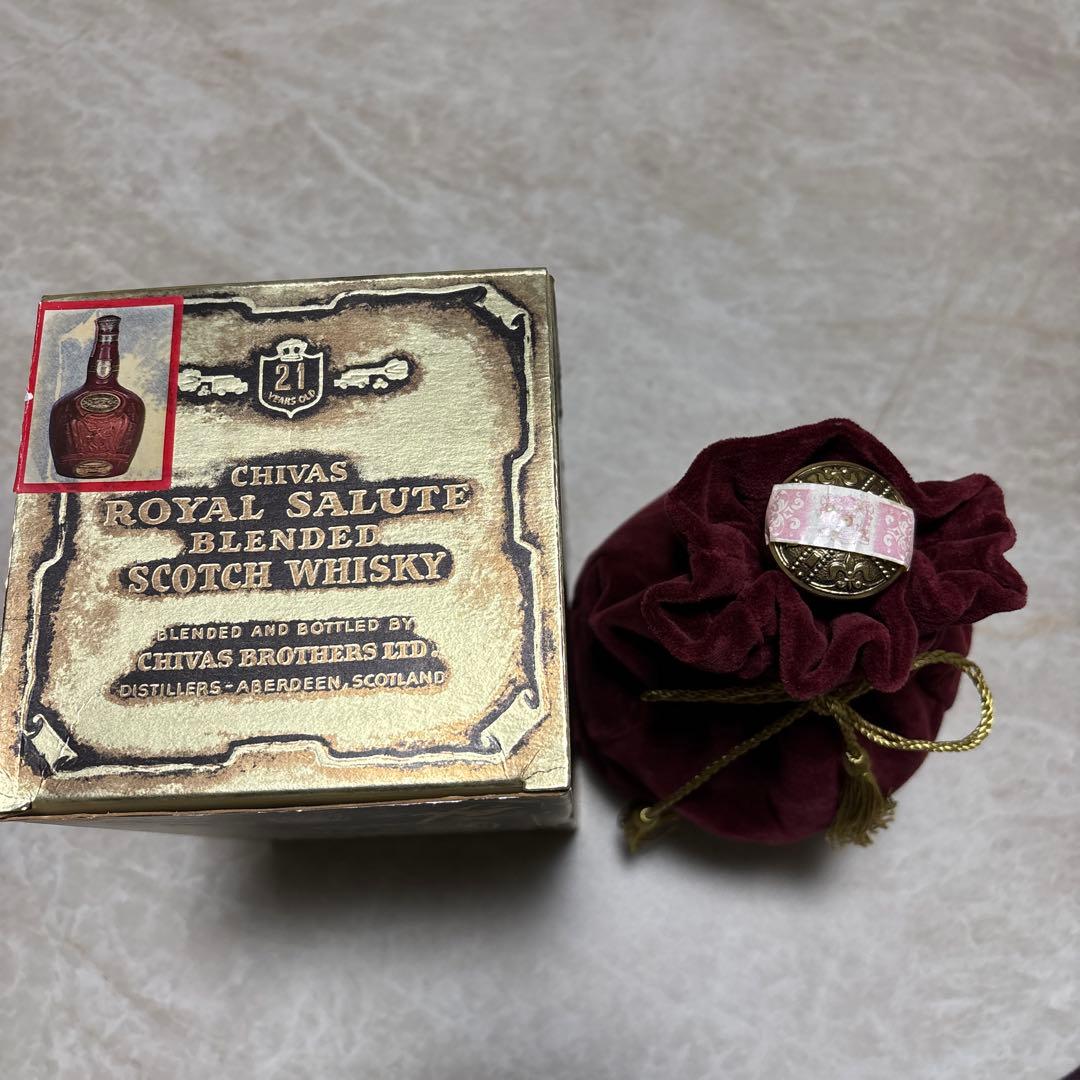 21
YEARS OLD
CHIVAS
ROYAL SALUTE
BLENDED
SCOTCH WHISKY
BLENDED AND BOTTLED BY
CHIVAS BROTHERS LTD.
DISTILLERS-ABERDEEN, SCOTLAND